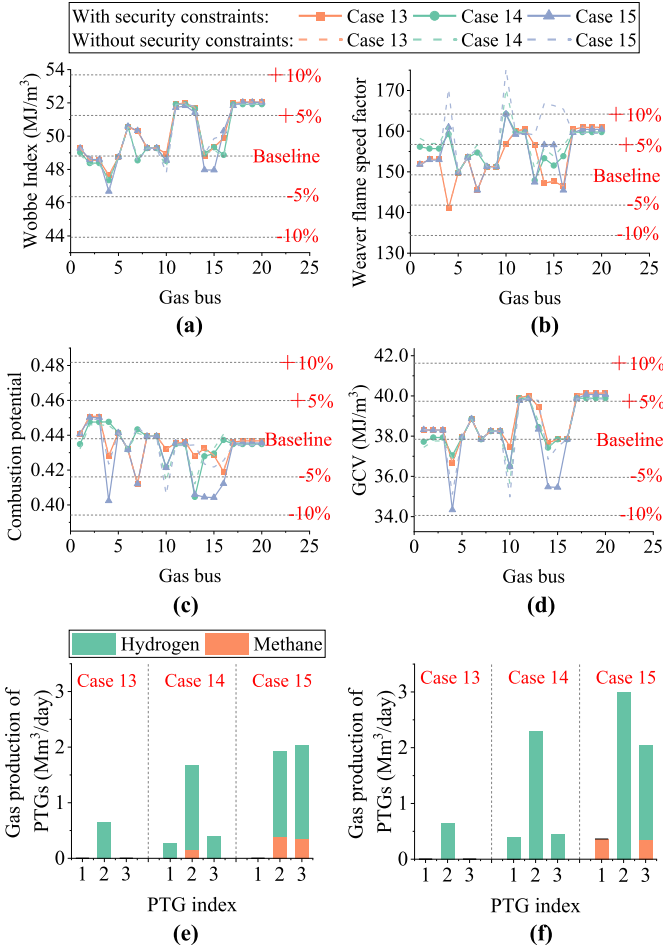 With security constraints: Case 13 Case 14 Case 15
Without security constraints: Case 13 Case 14 Case 15
Wobbe Index (MJ/m³)
54
52
50
48
46
44
+10%
+5%
Baseline
-5%
-10%
0 5 10 15 20 25
Gas bus
(a)
Weaver flame speed factor
170
160
150
140
130
+10%
+5%
Baseline
-5%
-10%
0 5 10 15 20 25
Gas bus
(b)
Combustion potential
0.48
0.46
0.44
0.42
0.40
+10%
+5%
Baseline
-5%
-10%
0 5 10 15 20 25
Gas bus
(c)
GCV (MJ/m³)
42.0
40.0
38.0
36.0
34.0
+10%
+5%
Baseline
-5%
-10%
0 5 10 15 20 25
Gas bus
(d)
Hydrogen Methane
Gas production of
PTGs (Mm³/day)
3
2
1
0
Case 13 Case 14 Case 15
1 2 3 1 2 3 1 2 3
PTG index
(e)
Gas production of
PTGs (Mm³/day)
3
2
1
0
Case 13 Case 14 Case 15
1 2 3 1 2 3 1 2 3
PTG index
(f)